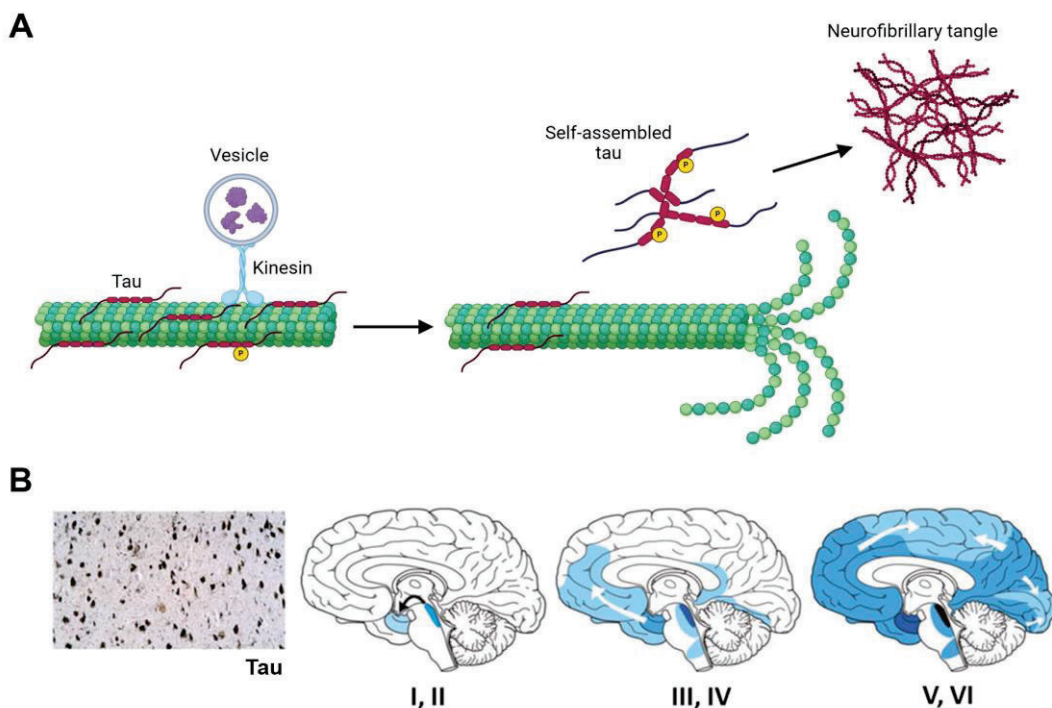 A
Neurofibrillary tangle
Self-assembled
tau
P
P
P
Vesicle
Kinesin
Tau
P
B
Tau
I, II
III, IV
V, VI